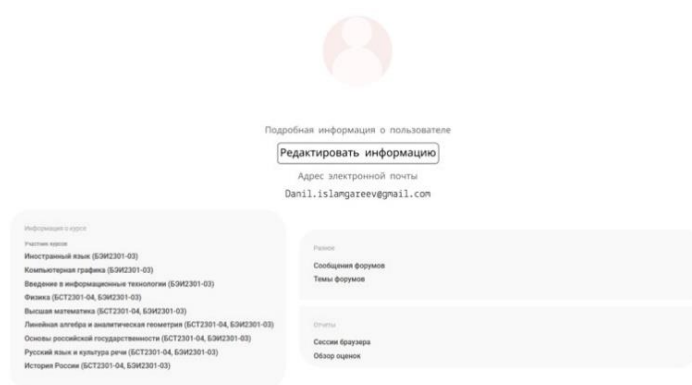 Подробная информация о пользователе
Редактировать информацию
Адрес электронной почты
Danil.islamgareev@gmail.com
Информация о курсе
Участник курсов
Иностранный язык (БЭИ2301-03)
Компьютерная графика (БЭИ2301-03)
Введение в информационные технологии (БЭИ2301-03)
Физика (БСТ2301-04, БЭИ2301-03)
Высшая математика (БСТ2301-04, БЭИ2301-03)
Линейная алгебра и аналитическая геометрия (БСТ2301-04, БЭИ2301-03)
Основы российской государственности (БСТ2301-04, БЭИ2301-03)
Русский язык и культура речи (БСТ2301-04, БЭИ2301-03)
История России (БСТ2301-04, БЭИ2301-03)
Разное
Сообщения форумов
Темы форумов
Отчеты
Сессии браузера
Обзор оценок